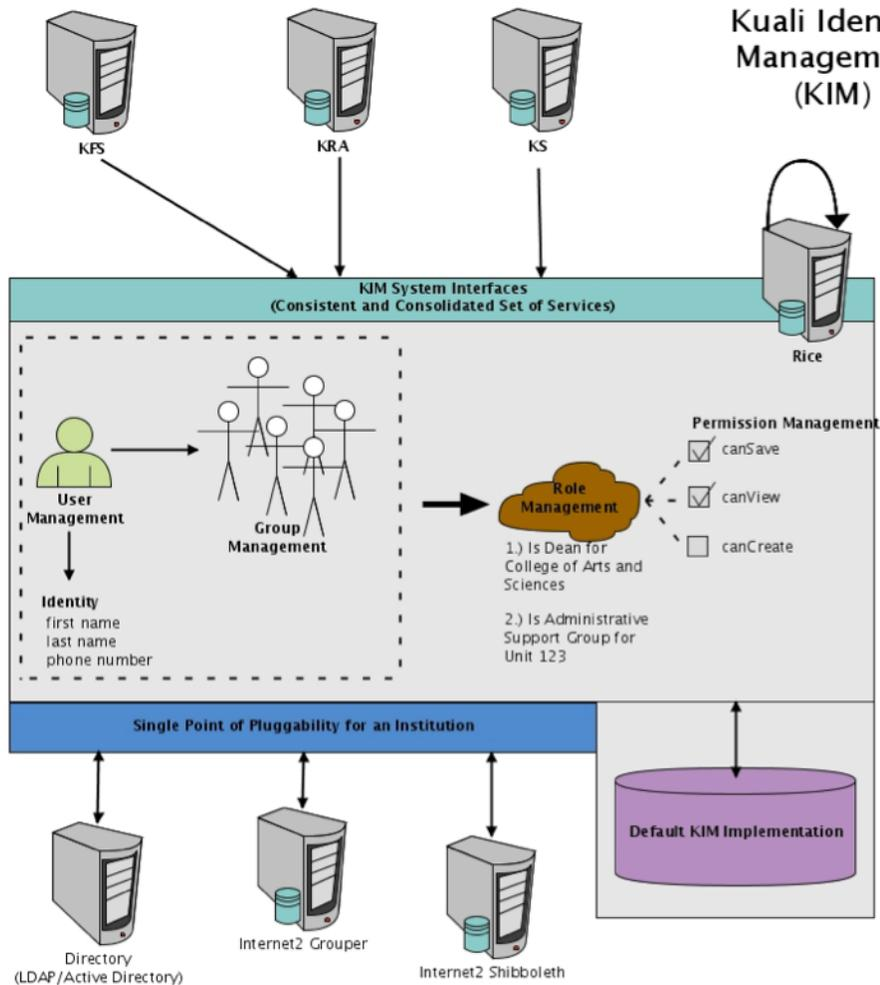 Kuali Iden
Managem
(KIM)
KFS
KRA
KS
KIM System Interfaces
(Consistent and Consolidated Set of Services)
Rice
User
Management
Group
Management
Identity
first name
last name
phone number
Role
Management
1.) Is Dean for
College of Arts and
Sciences
2.) Is Administrative
Support Group for
Unit 123
Permission Management
canSave
canView
canCreate
Single Point of Pluggability for an Institution
Default KIM Implementation
Directory
(LDAP/Active Directory)
Internet2 Grouper
Internet2 Shibboleth